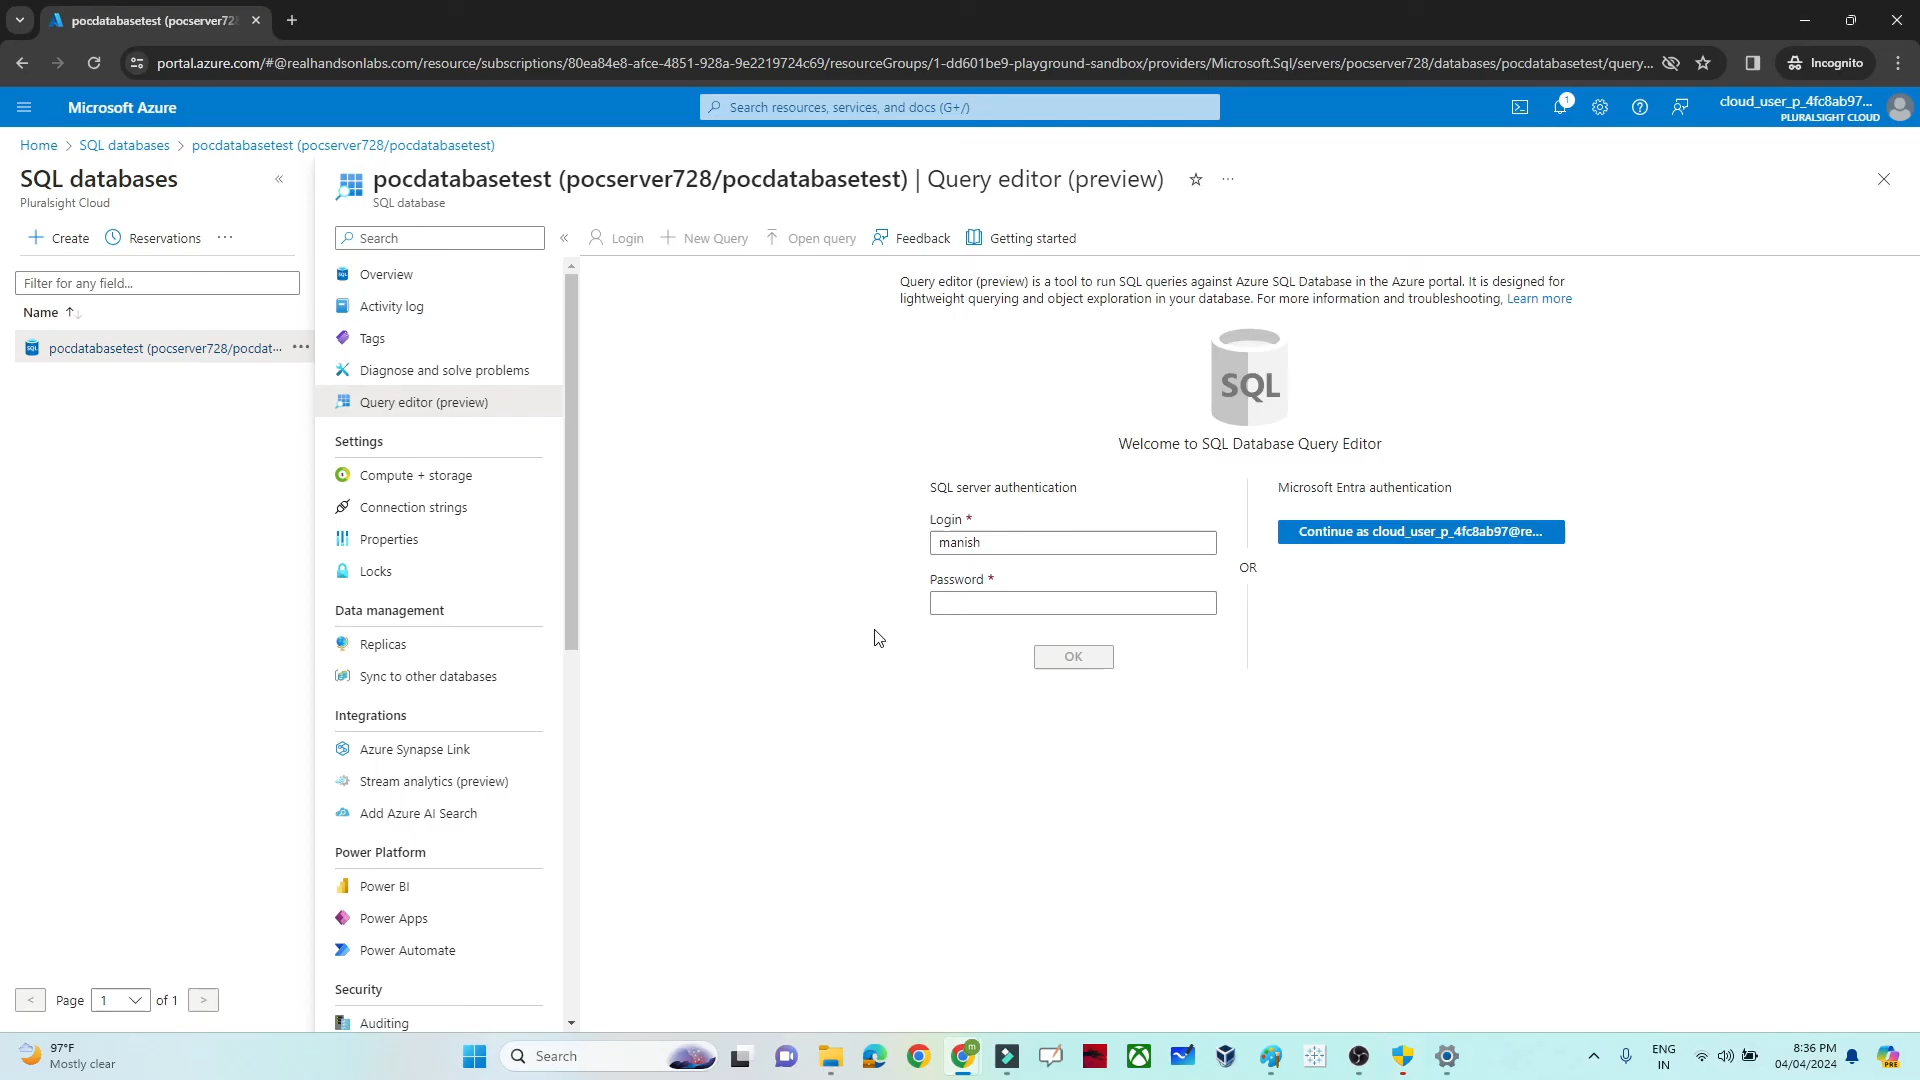 pocdatabasetest (pocserver728
portal.azure.com/#@realhandsonlabs.com/resource/subscriptions/80ea84e8-afce-4851-928a-9e2219724c69/resourceGroups/1-dd601be9-playground-sandbox/providers/Microsoft.Sql/servers/pocserver728/databases/pocdatabasetest/query...
Incognito
Microsoft Azure
Search resources, services, and docs (G+/)
1
cloud_user_p_4fc8ab97...
PLURALSIGHT CLOUD
Home > SQL databases > pocdatabasetest (pocserver728/pocdatabasetest)
SQL databases
Pluralsight Cloud
Create
Reservations
Filter for any field...
Name
pocdatabasetest (pocserver728/pocdat...
< Page 1 of 1 >
pocdatabasetest (pocserver728/pocdatabasetest) | Query editor (preview)
SQL database
Search
Overview
Activity log
Tags
Diagnose and solve problems
Query editor (preview)
Settings
Compute + storage
Connection strings
Properties
Locks
Data management
Replicas
Sync to other databases
Integrations
Azure Synapse Link
Stream analytics (preview)
Add Azure AI Search
Power Platform
Power BI
Power Apps
Power Automate
Security
Auditing
Login
New Query
Open query
Feedback
Getting started
Query editor (preview) is a tool to run SQL queries against Azure SQL Database in the Azure portal. It is designed for
lightweight querying and object exploration in your database. For more information and troubleshooting, Learn more
SQL
Welcome to SQL Database Query Editor
SQL server authentication
Login *
manish
Password *
OK
OR
Microsoft Entra authentication
Continue as cloud_user_p_4fc8ab97@re...
97°F
Mostly clear
Search
m
ENG
IN
8:36 PM
04/04/2024
PRE